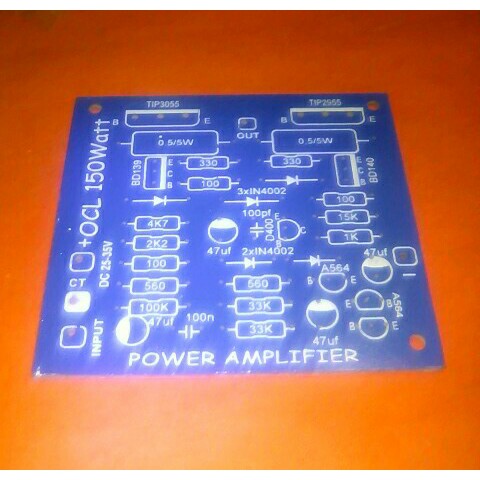 TIP3055
TIP2955
B
E
B
E
OUT
0.5/5W
0.5/5W
BD139
E
C
B
330
330
E
C
B
BD140
100
3xIN4002
100
100pf
4K7
15K
D400
E
C
B
2K2
47uf
1K
47uf
2xIN4002
100
A564
CT
560
560
B
E
A564
B
E
100K
33K
100n
47uf
33K
47uf
B
E
INPUT
+OCL 150Watt
DC 25-35V
POWER AMPLIFIER